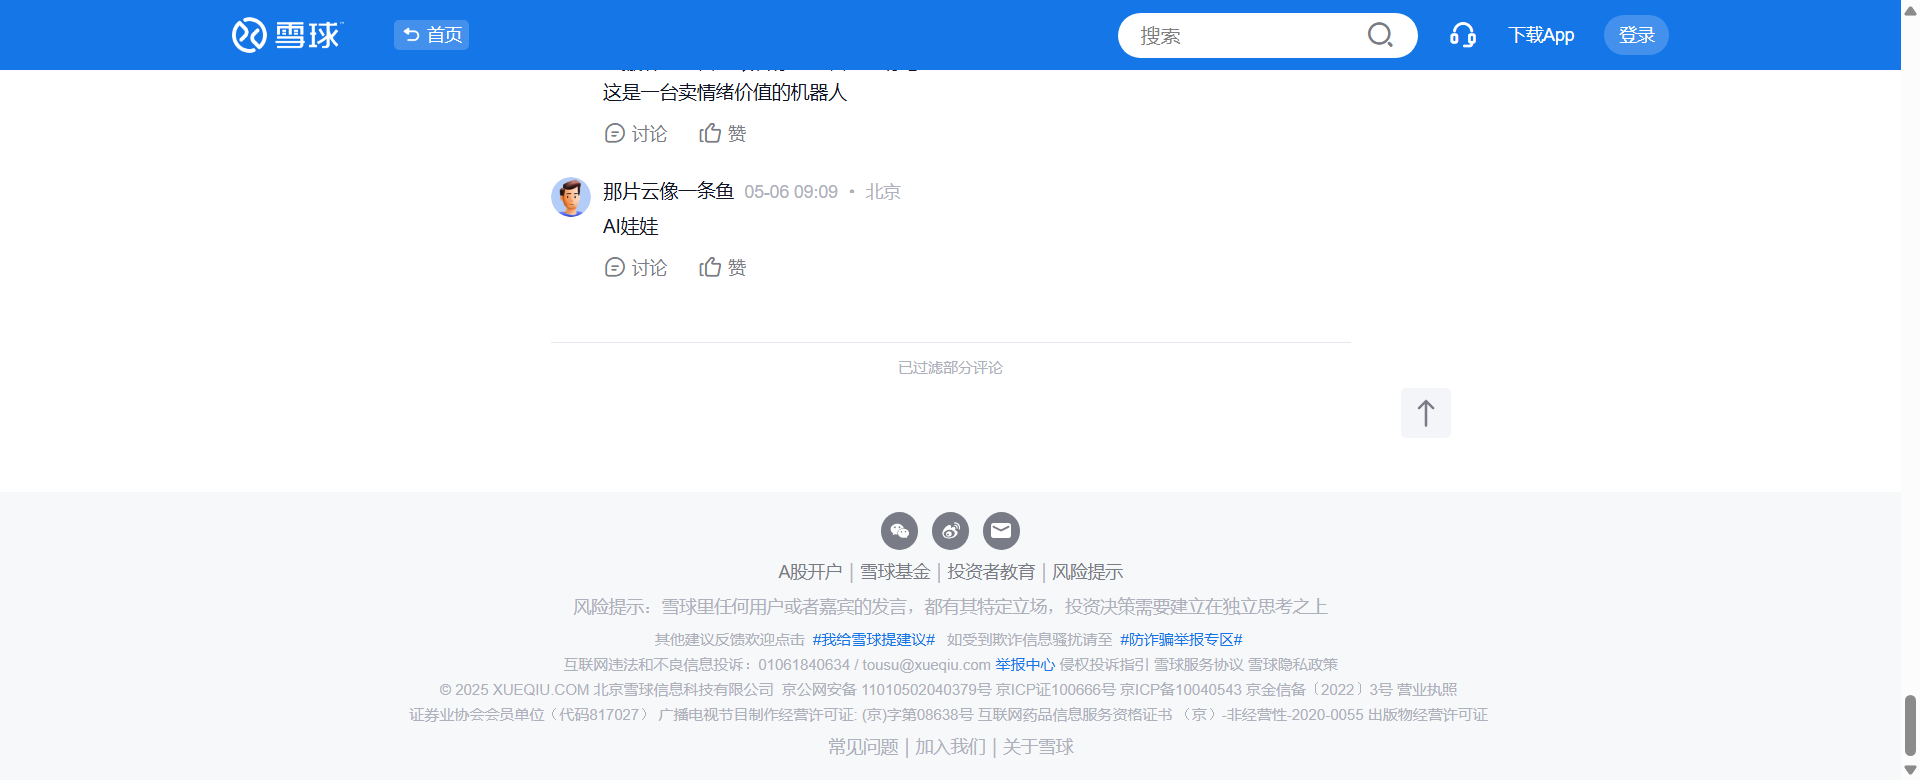 雪球
首页
搜索
下载App
登录
这是一台卖情绪价值的机器人
讨论 赞
那片云像一条鱼 05-06 09:09 · 北京
AI娃娃
讨论 赞
已过滤部分评论
A股开户 | 雪球基金 | 投资者教育 | 风险提示
风险提示：雪球里任何用户或者嘉宾的发言，都有其特定立场，投资决策需要建立在独立思考之上
其他建议反馈欢迎点击 #我给雪球提建议# 如受到欺诈信息骚扰请至 #防诈骗举报专区#
互联网违法和不良信息投诉：01061840634 / tousu@xueqiu.com 举报中心 侵权投诉指引 雪球服务协议 雪球隐私政策
© 2025 XUEQIU.COM 北京雪球信息科技有限公司 京公网安备 11010502040379号 京ICP证100666号 京ICP备10040543 京金信备〔2022〕3号 营业执照
证券业协会会员单位（代码817027） 广播电视节目制作经营许可证: (京)字第08638号 互联网药品信息服务资格证书 （京）-非经营性-2020-0055 出版物经营许可证
常见问题 | 加入我们 | 关于雪球